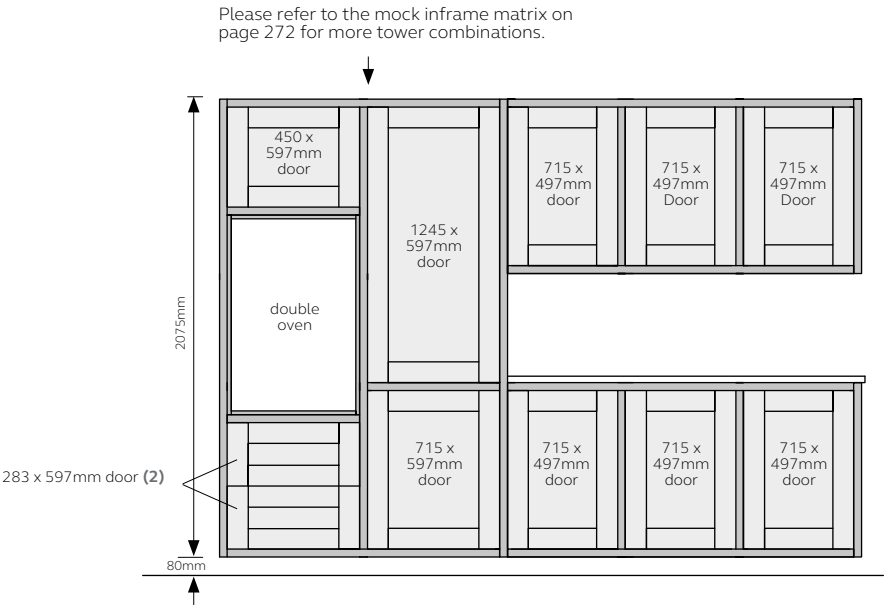 Please refer to the mock inframe matrix on
page 272 for more tower combinations.
450 x
597mm
door
1245 x
597mm
door
715 x
497mm
door
715 x
497mm
Door
715 x
497mm
Door
double
oven
2075mm
283 x 597mm door (2)
715 x
597mm
door
715 x
497mm
door
715 x
497mm
door
715 x
497mm
door
80mm